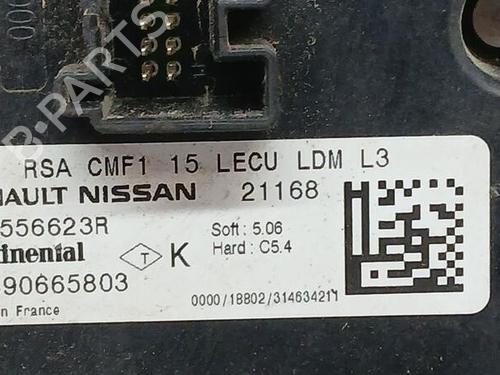 B-PARTS
RSA CMF1 15 LECU LDM L3
NAULT NISSAN 21168
556623R
Soft : 5.06
tinental
T K
Hard : C5.4
90665803
0000/18802/314634211
n France